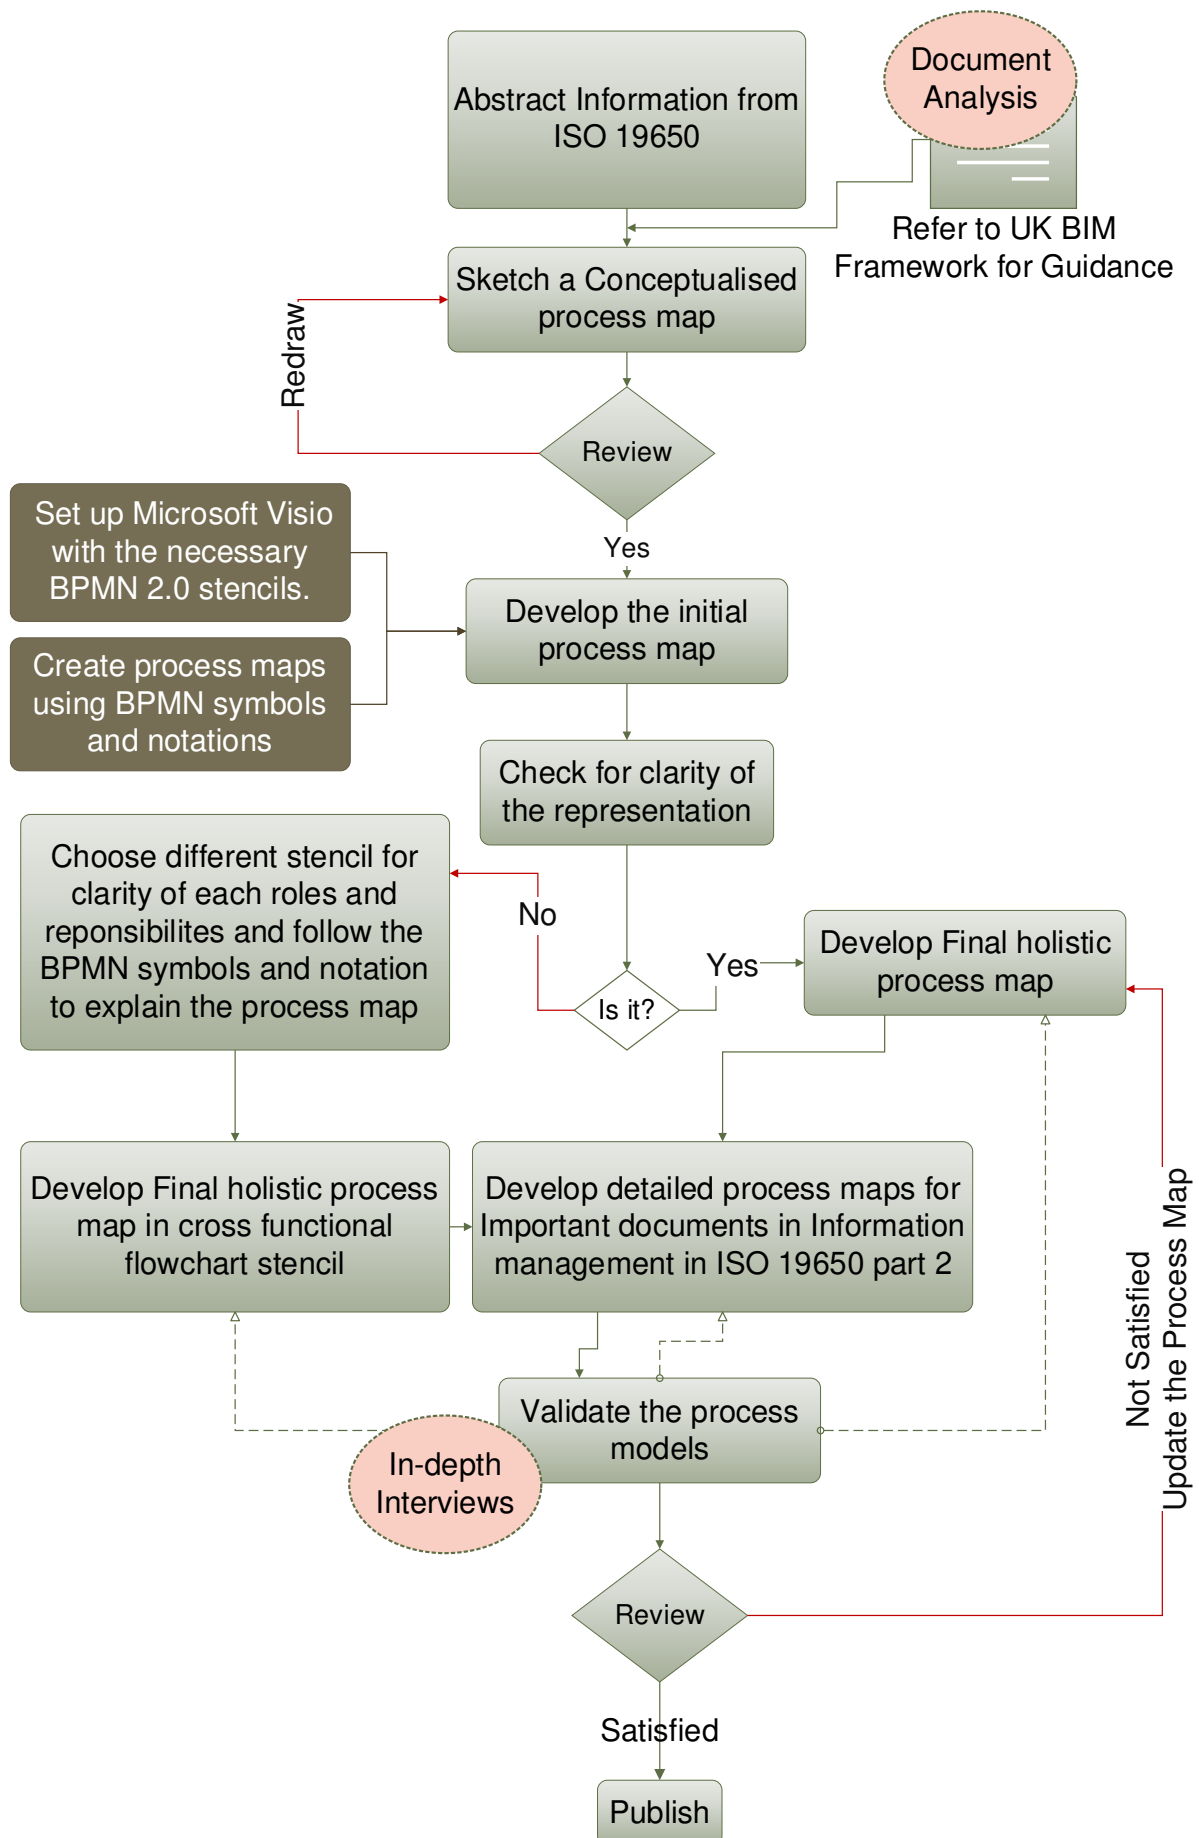 Abstract Information from
ISO 19650
Document
Analysis
Refer to UK BIM
Framework for Guidance
Sketch a Conceptualised
process map
Redraw
Review
Yes
Set up Microsoft Visio
with the necessary
BPMN 2.0 stencils.
Create process maps
using BPMN symbols
and notations
Develop the initial
process map
Check for clarity of
the representation
Choose different stencil for
clarity of each roles and
reponsibilites and follow the
BPMN symbols and notation
to explain the process map
No
Is it?
Yes
Develop Final holistic
process map
Develop Final holistic process
map in cross functional
flowchart stencil
Develop detailed process maps for
Important documents in Information
management in ISO 19650 part 2
Not Satisfied
Update the Process Map
Validate the process
models
In-depth
Interviews
Review
Satisfied
Publish